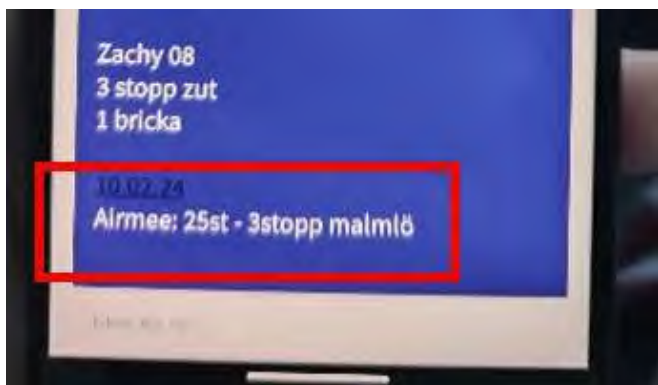 Zachy 08
3 stopp zut
1 bricka
10.02.24
Airmee: 25st - 3stopp malmlö